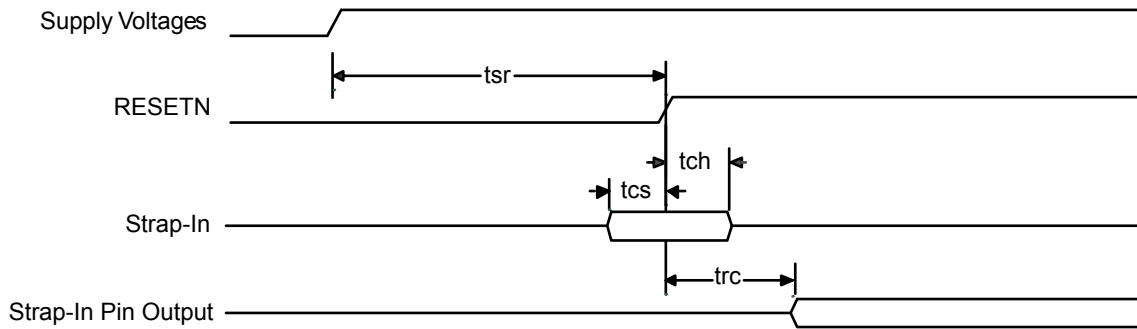 Supply Voltages
tsr
RESETN
tch
tcs
Strap-In
trc
Strap-In Pin Output